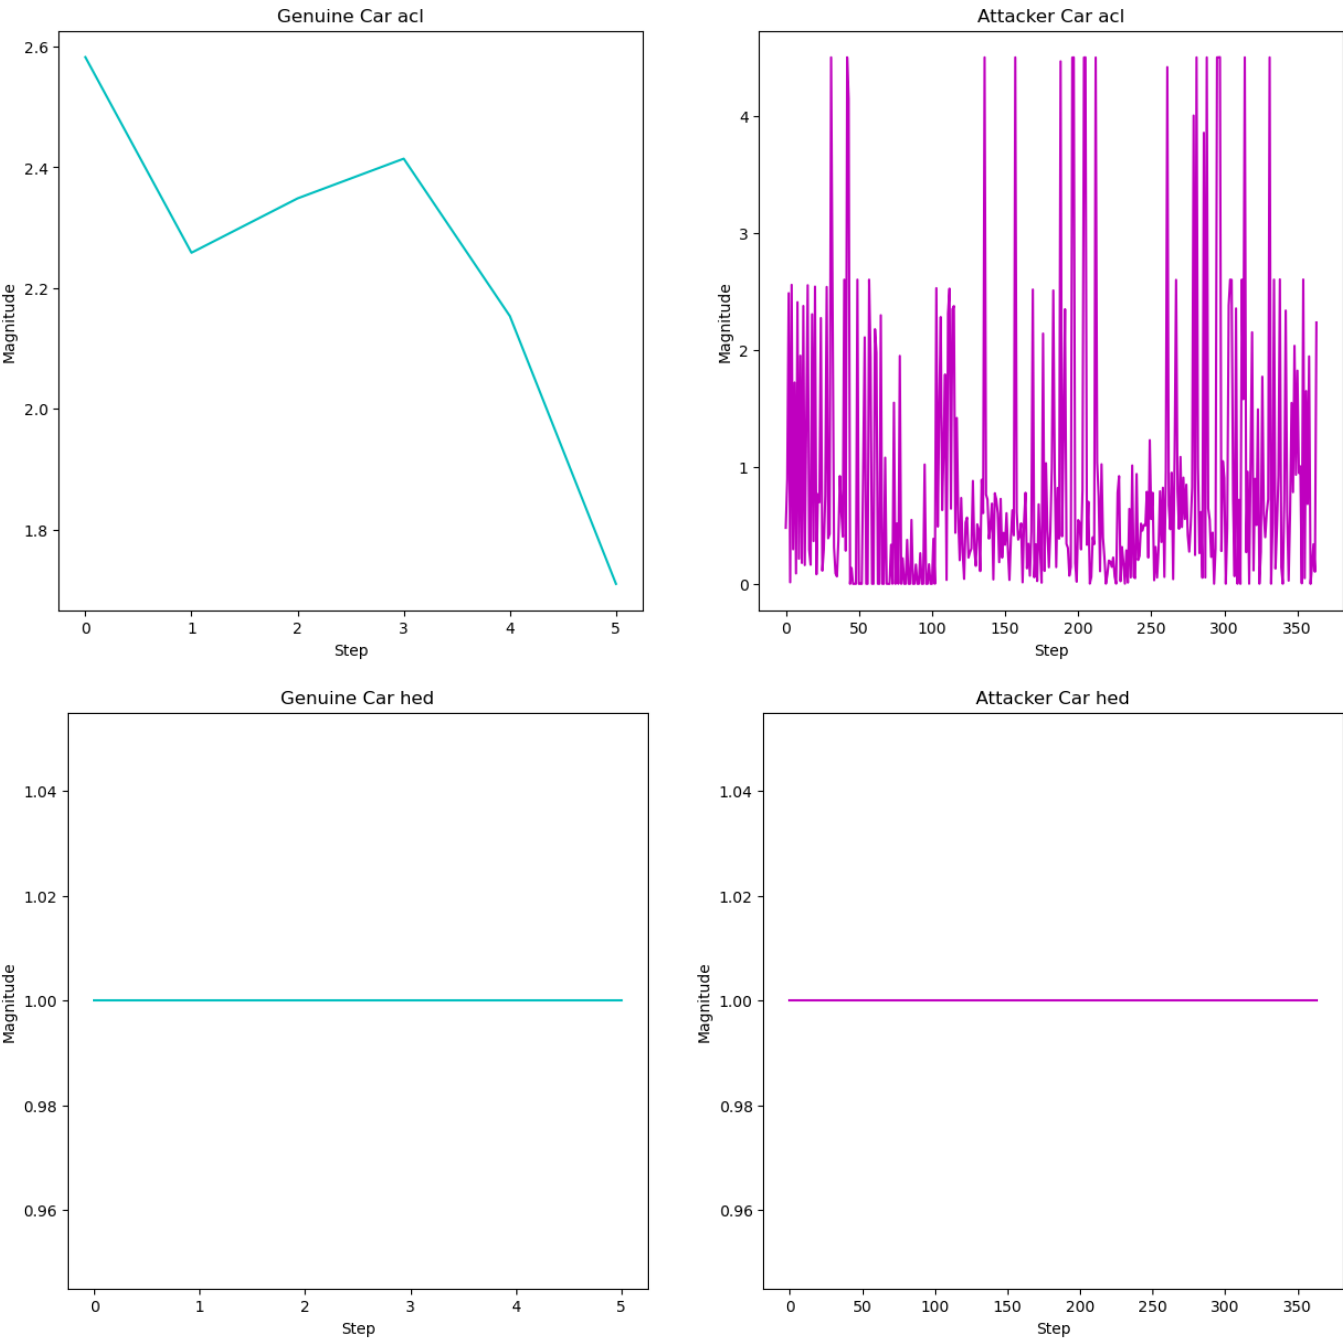 Genuine Car acl
Attacker Car acl
2.6
2.4
2.2
2.0
1.8
Magnitude
0 1 2 3 4 5
Step
4
3
2
1
0
Magnitude
0 50 100 150 200 250 300 350
Step
Genuine Car hed
Attacker Car hed
1.04
1.02
1.00
0.98
0.96
Magnitude
0 1 2 3 4 5
Step
1.04
1.02
1.00
0.98
0.96
Magnitude
0 50 100 150 200 250 300 350
Step